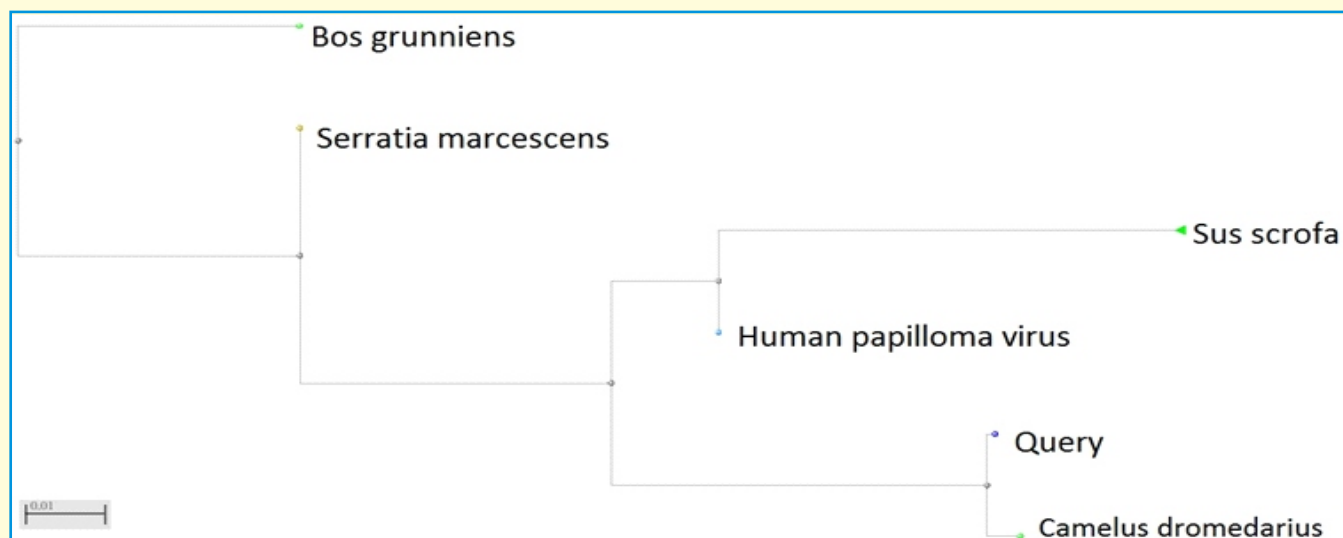 Bos grunniens
Serratia marcescens
Sus scrofa
Human papilloma virus
Query
0.01
Camelus dromedarius